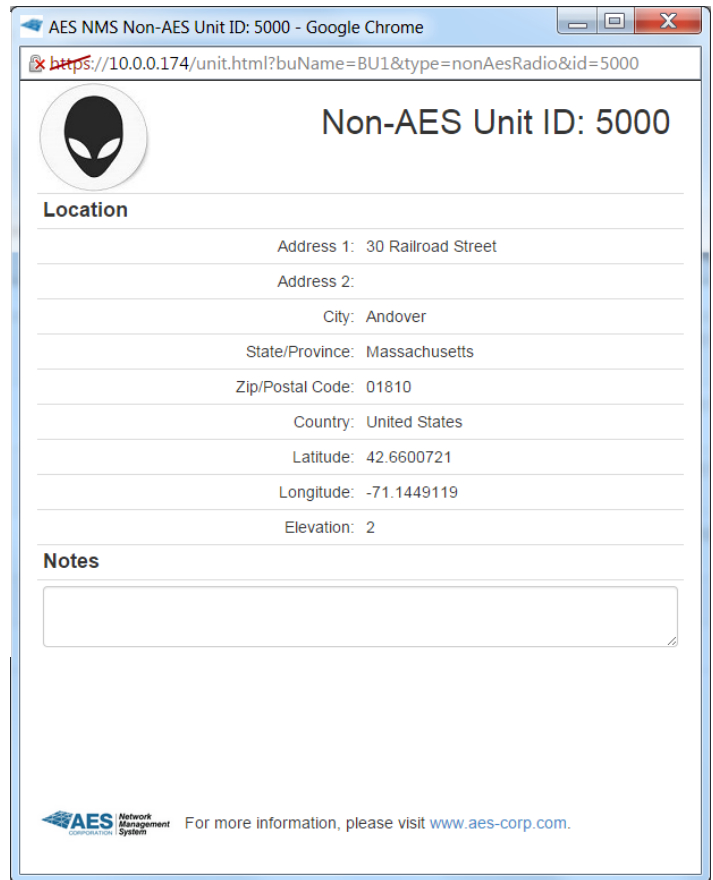 AES NMS Non-AES Unit ID: 5000 - Google Chrome
https://10.0.0.174/unit.html?buName=BU1&type=nonAesRadio&id=5000
Non-AES Unit ID: 5000
Location
Address 1: 30 Railroad Street
Address 2:
City: Andover
State/Province: Massachusetts
Zip/Postal Code: 01810
Country: United States
Latitude: 42.6600721
Longitude: -71.1449119
Elevation: 2
Notes
AES CORPORATION Network Management System For more information, please visit www.aes-corp.com.